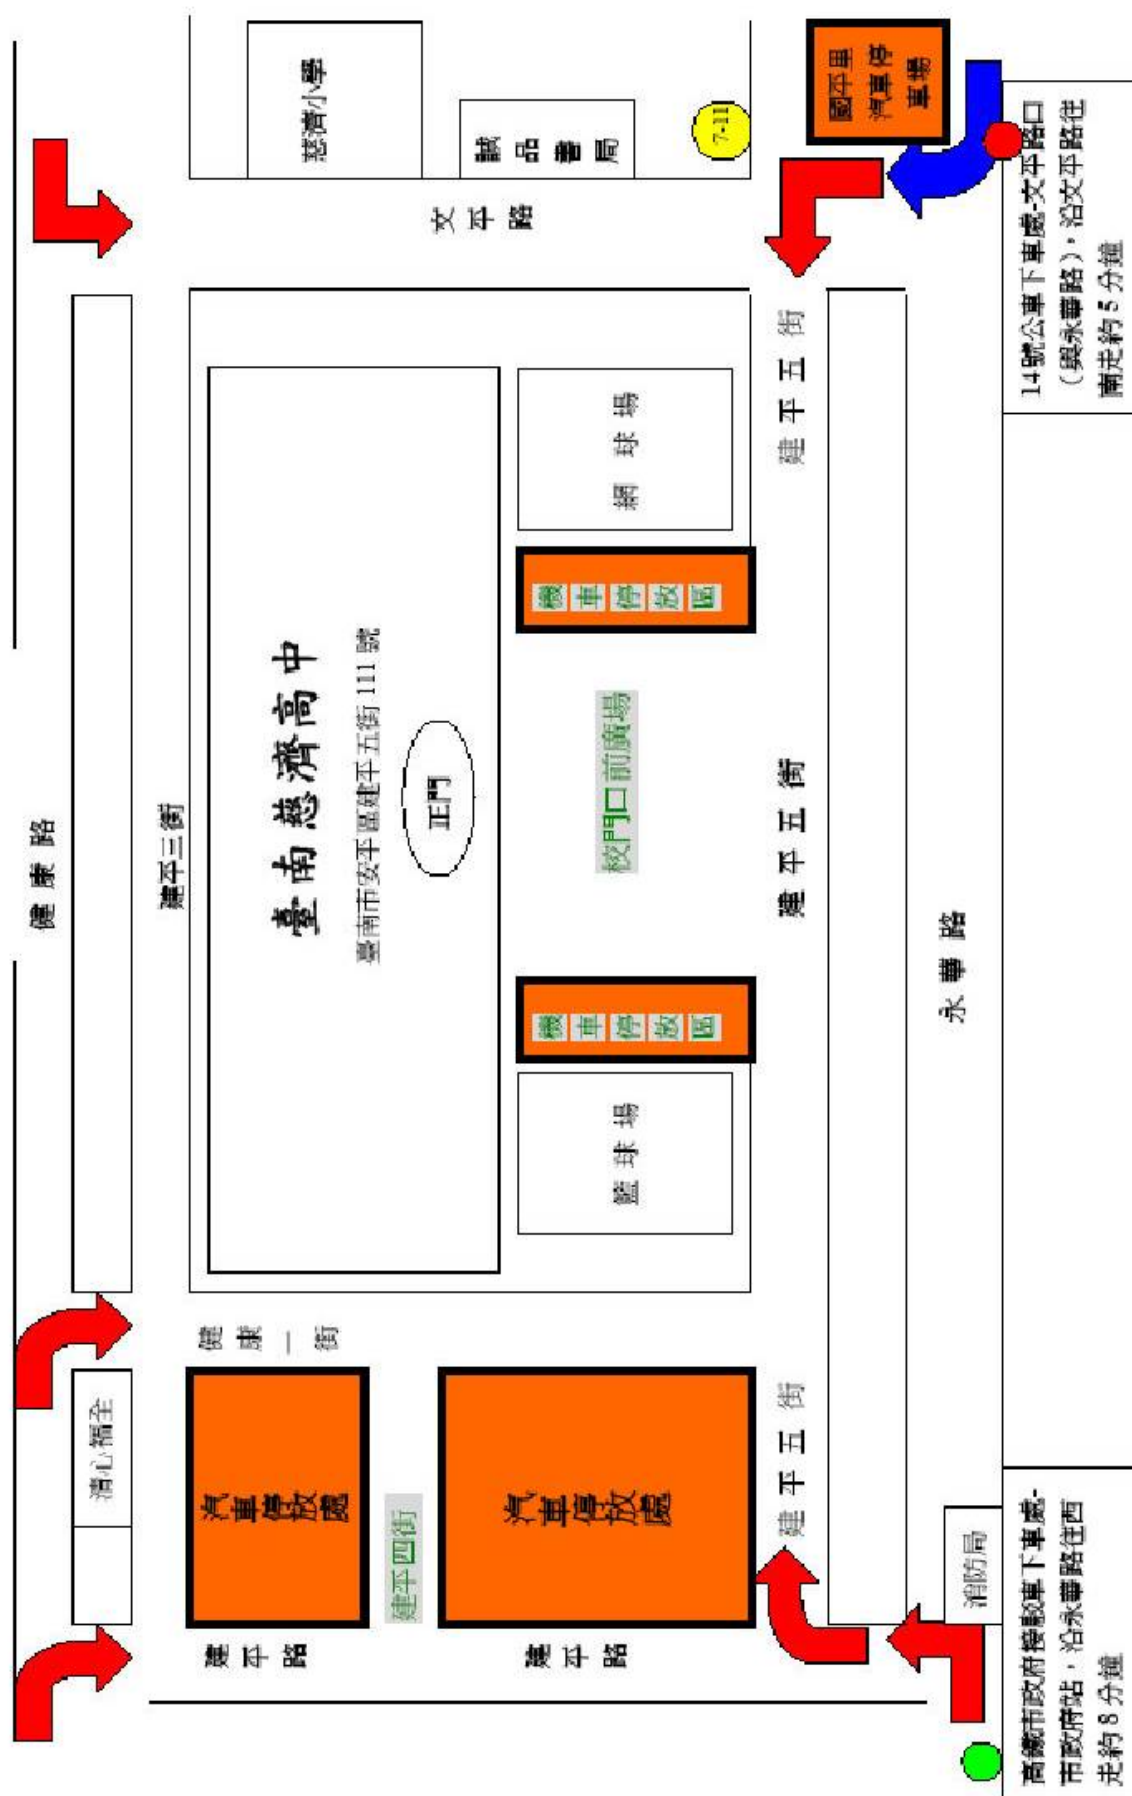 健康路
清心福全
建平三街
慈濟小學
誠品書局
7-11
國平里
汽車停
車場
文平路
臺南慈濟高中
臺南市安平區建平五街 111 號
正門
健康一街
汽車停放處
建平四街
汽車停放處
建平路
建平路
籃球場
機車停放區
校門口前廣場
機車停放區
網球場
建平五街
建平五街
建平五街
永華路
消防局
高鐵市政府接駁車下車處-
市政府站，沿永華路往西
走約 8 分鐘
14號公車下車處-文平路口
（與永華路），沿文平路往
南走約 5 分鐘